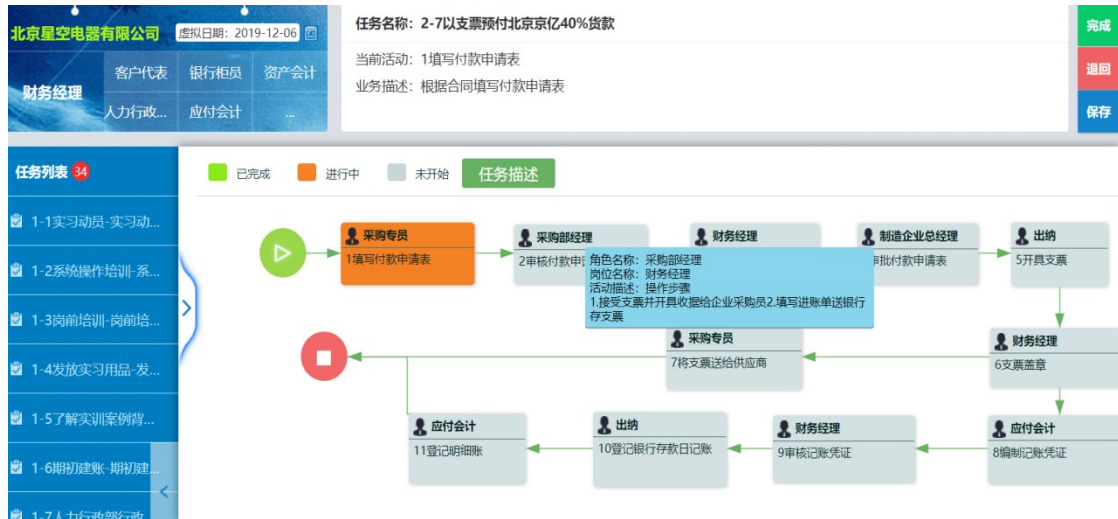 北京星空电器有限公司
虚拟日期: 2019-12-06
财务经理
客户代表 银行柜员 资产会计
人力行政... 应付会计 ...
任务名称: 2-7以支票预付北京京亿40%货款
当前活动: 1填写付款申请表
业务描述: 根据合同填写付款申请表
完成
退回
保存
任务列表 34
1-1实习动员-实习动...
1-2系统操作培训-系...
1-3岗前培训-岗前培...
1-4发放实习用品-发...
1-5了解实训案例背...
1-6期初建账-期初建
已完成 进行中 未开始 任务描述
采购专员
1填写付款申请表
采购部经理
2审核付款申
财务经理
制造企业总经理
审批付款申请表
出纳
5开具支票
角色名称: 采购部经理
岗位名称: 财务经理
活动描述: 操作步骤
1.接受支票并开具收据给企业采购员2.填写进账单送银行
存支票
财务经理
6支票盖章
采购专员
7将支票送给供应商
应付会计
8编制记账凭证
财务经理
9审核记账凭证
出纳
10登记银行存款日记账
应付会计
11登记明细账